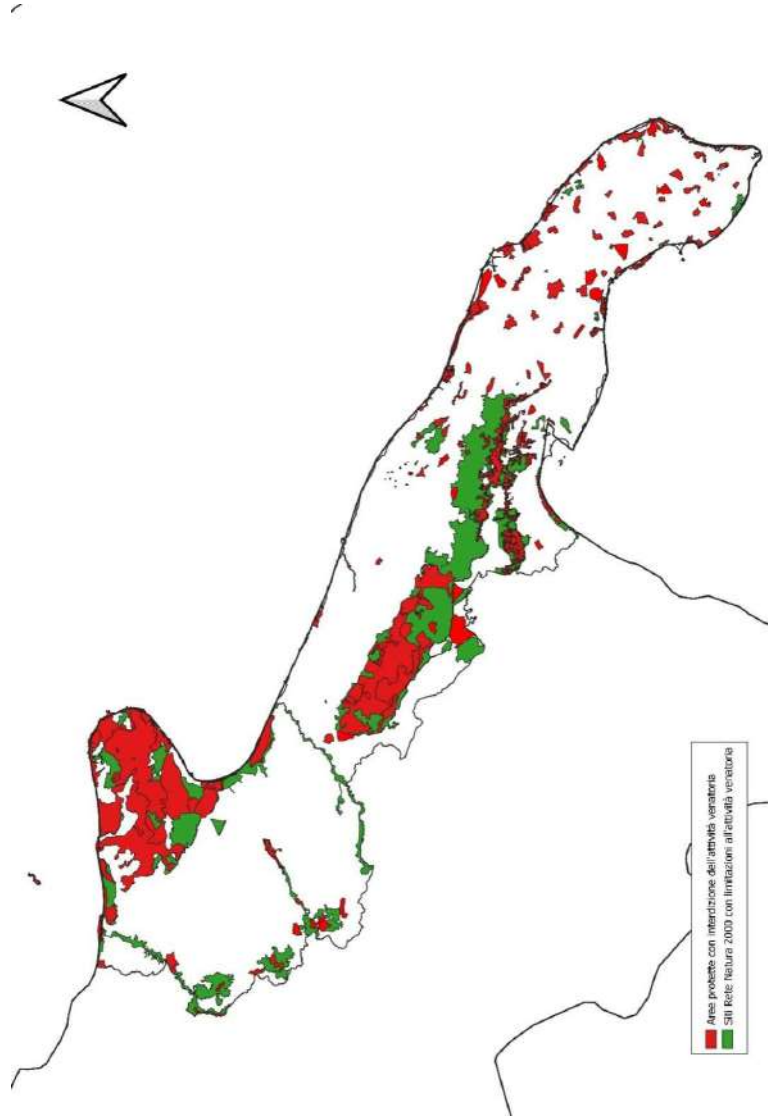 Aree protette con interdizione dell'attività venatoria
Siti Rete Natura 2000 con limitazioni all'attività venatoria